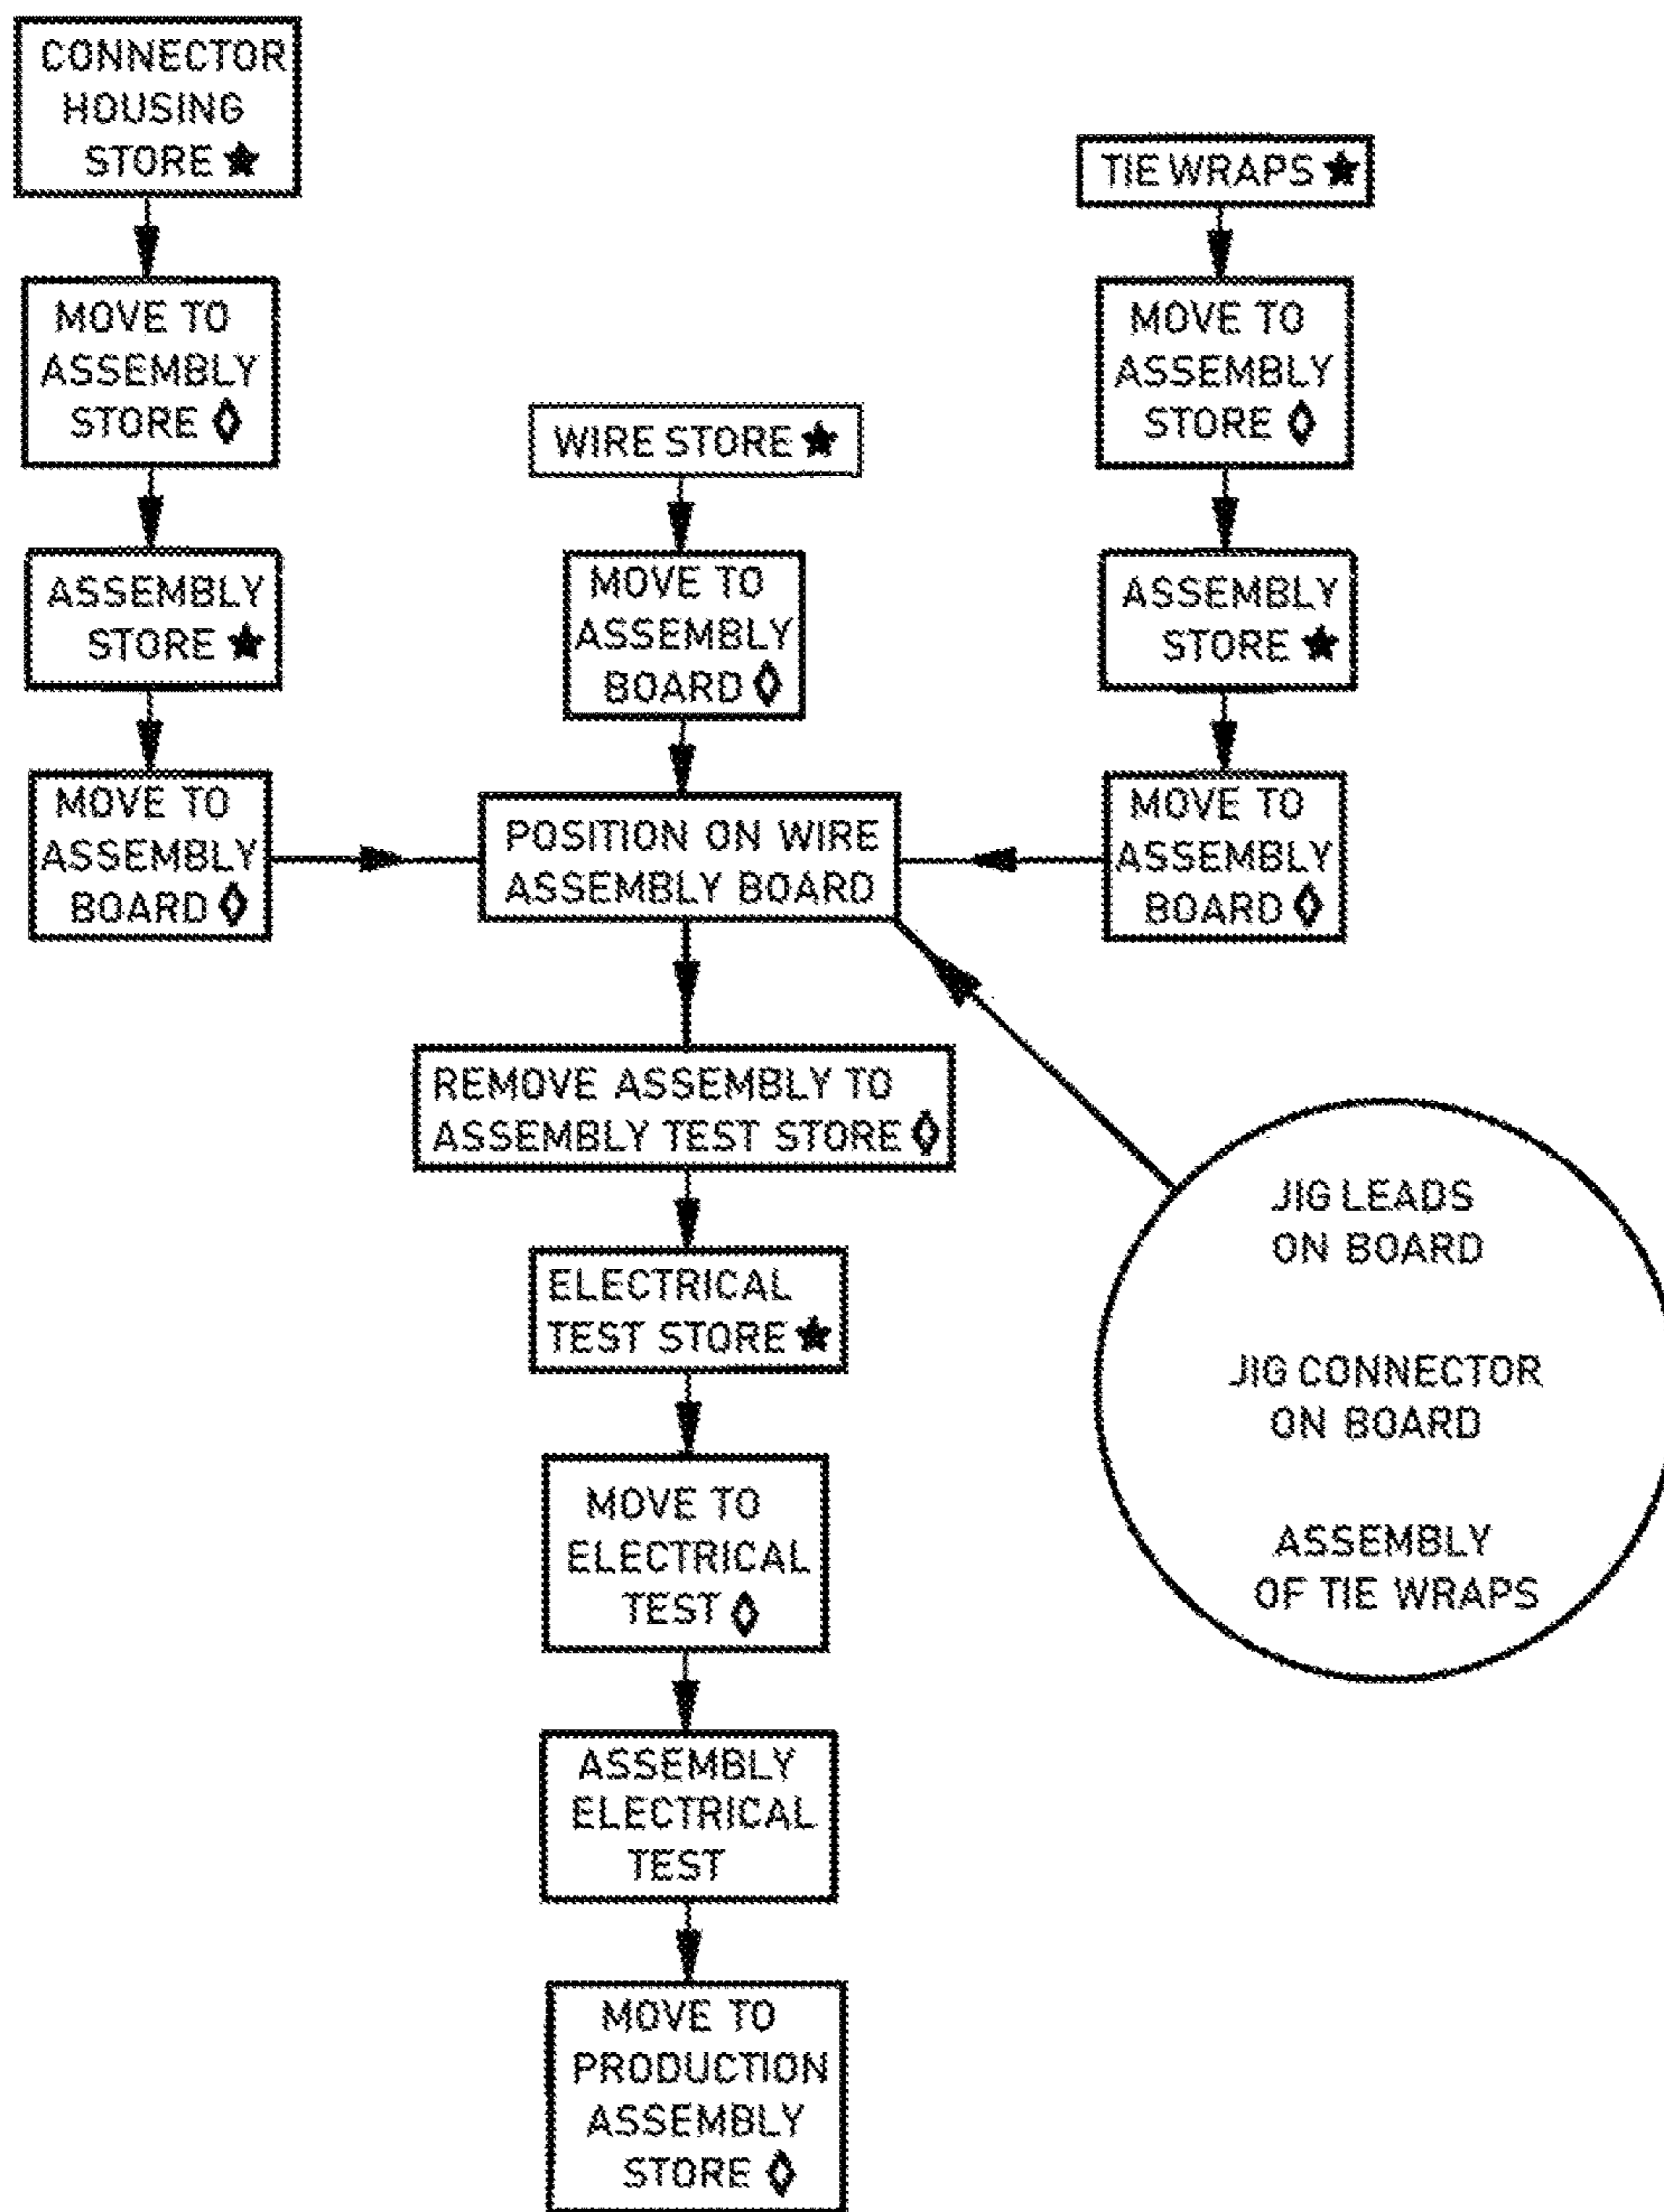 CONNECTOR
HOUSING
STORE ★
MOVE TO
ASSEMBLY
STORE ◊
ASSEMBLY
STORE ★
MOVE TO
ASSEMBLY
BOARD ◊
WIRE STORE ★
MOVE TO
ASSEMBLY
BOARD ◊
TIE WRAPS ★
MOVE TO
ASSEMBLY
STORE ◊
ASSEMBLY
STORE ★
MOVE TO
ASSEMBLY
BOARD ◊
POSITION ON WIRE
ASSEMBLY BOARD
JIG LEADS
ON BOARD
JIG CONNECTOR
ON BOARD
ASSEMBLY
OF TIE WRAPS
REMOVE ASSEMBLY TO
ASSEMBLY TEST STORE ◊
ELECTRICAL
TEST STORE ★
MOVE TO
ELECTRICAL
TEST ◊
ASSEMBLY
ELECTRICAL
TEST
MOVE TO
PRODUCTION
ASSEMBLY
STORE ◊